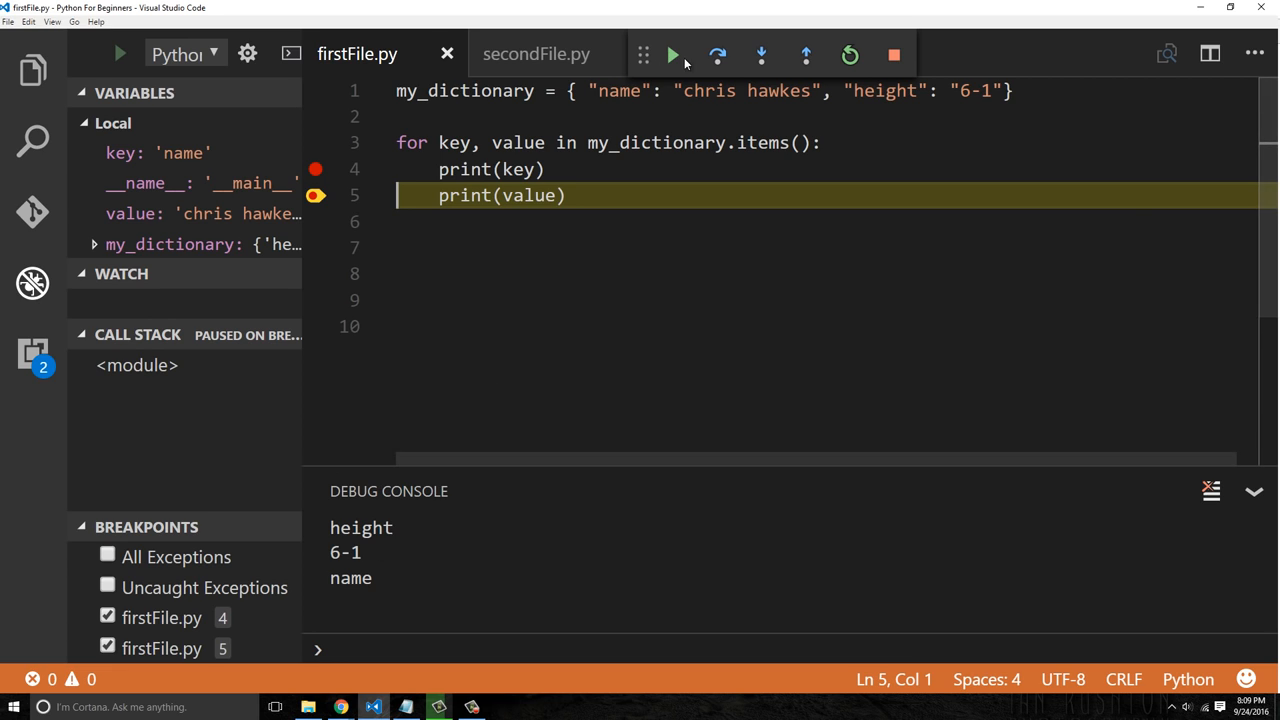 firstFile.py - Python For Beginners - Visual Studio Code
File Edit View Go Help
Python
firstFile.py
secondFile.py
VARIABLES
Local
key: 'name'
__name__: '__main__'
value: 'chris hawke...
my_dictionary: {'he...
WATCH
CALL STACK PAUSED ON BRE...
<module>
BREAKPOINTS
All Exceptions
Uncaught Exceptions
firstFile.py 4
firstFile.py 5
2
1 my_dictionary = { "name": "chris hawkes", "height": "6-1"}
2
3 for key, value in my_dictionary.items():
4 print(key)
5 print(value)
6
7
8
9
10
DEBUG CONSOLE
height
6-1
name
0 0
Ln 5, Col 1 Spaces: 4 UTF-8 CRLF Python
I'm Cortana. Ask me anything.
8:09 PM
9/24/2016